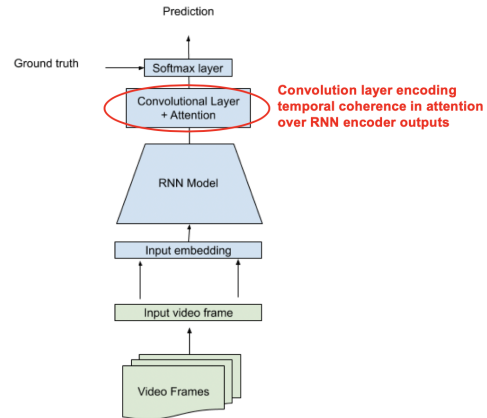 Prediction
Ground truth
Softmax layer
Convolutional Layer
+ Attention
Convolution layer encoding
temporal coherence in attention
over RNN encoder outputs
RNN Model
Input embedding
Input video frame
Video Frames